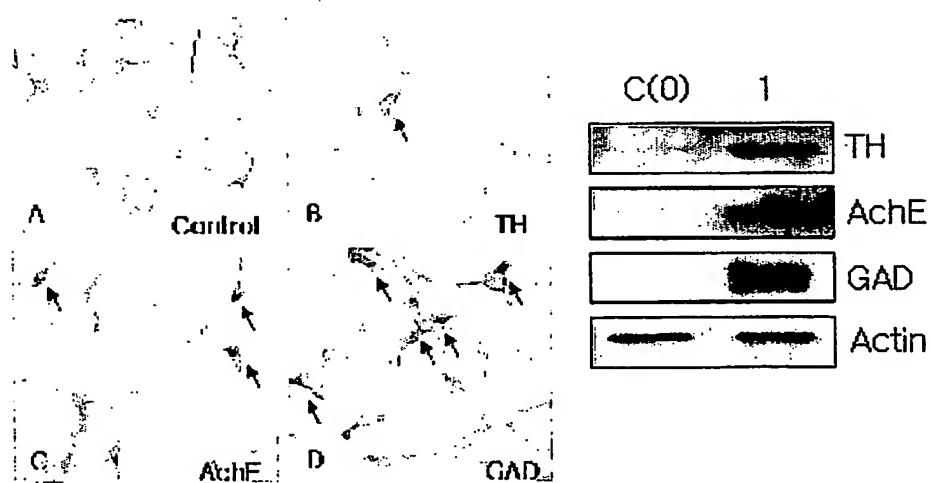 C(0) 1
TH
AchE
GAD
Actin
A Control
B TH
C AchE
D GAD